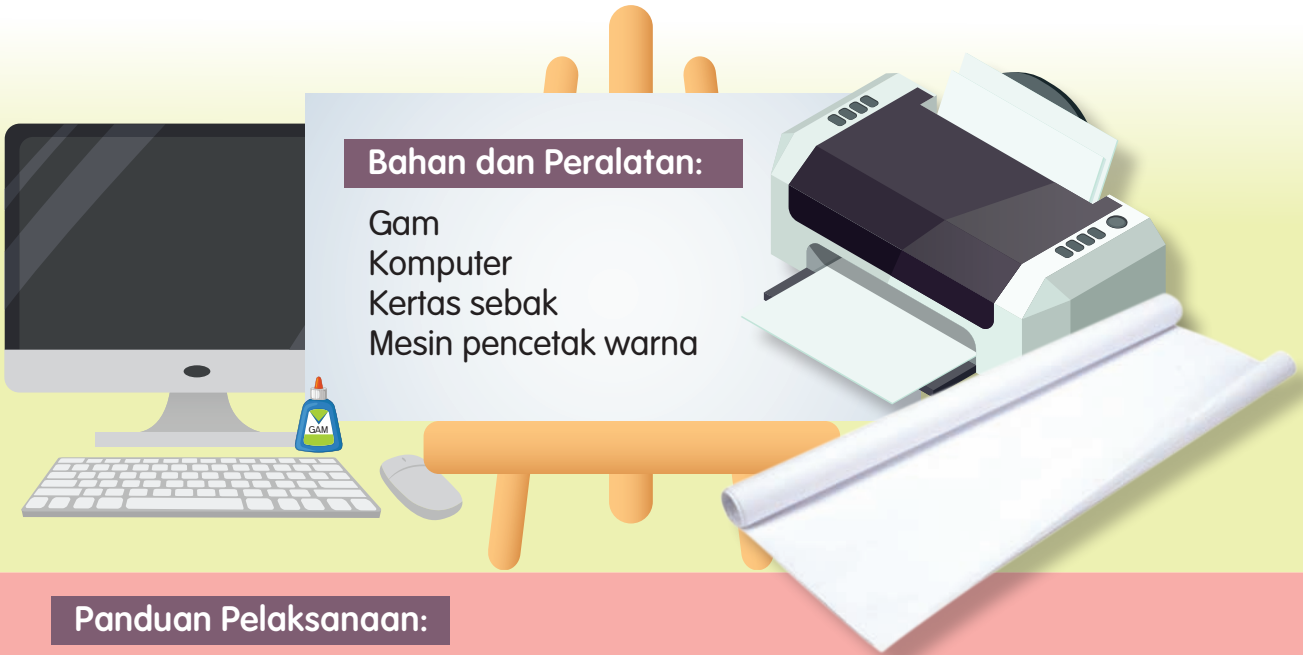 Bahan dan Peralatan:
Gam
Komputer
Kertas sebak
Mesin pencetak warna
GAM
Panduan Pelaksanaan: